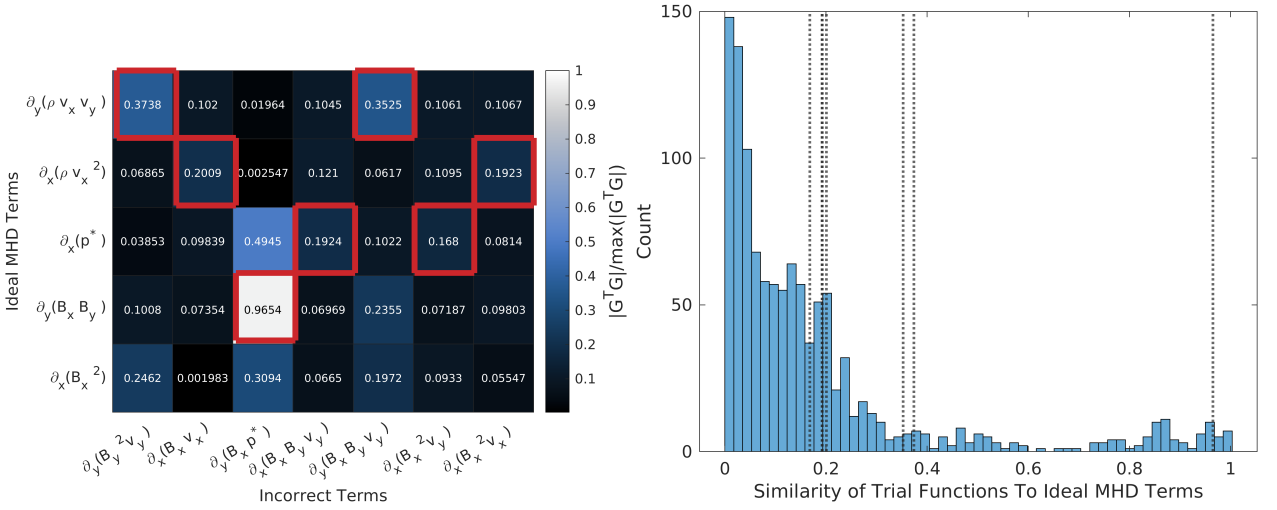 ∂y(ρ vx vy ) 0.3738 0.102 0.01964 0.1045 0.3525 0.1061 0.1067
∂x(ρ vx 2) 0.06865 0.2009 0.002547 0.121 0.0617 0.1095 0.1923
∂x(p* ) 0.03853 0.09839 0.4945 0.1924 0.1022 0.168 0.0814
∂y(Bx By ) 0.1008 0.07354 0.9654 0.06969 0.2355 0.07187 0.09803
∂x(Bx 2) 0.2462 0.001983 0.3094 0.0665 0.1972 0.0933 0.05547
Ideal MHD Terms
∂y(By2vy )
∂x(Bx vx )
∂y(Bxp* )
∂x(Bx By vy )
∂y(Bx By vy )
∂x(Bx2vy )
∂x(Bx2vx )
Incorrect Terms
1
0.9
0.8
0.7
0.6
0.5
0.4
0.3
0.2
0.1
|GTG|/max(|GTG|)
150
100
50
0
Count
0 0.2 0.4 0.6 0.8 1
Similarity of Trial Functions To Ideal MHD Terms